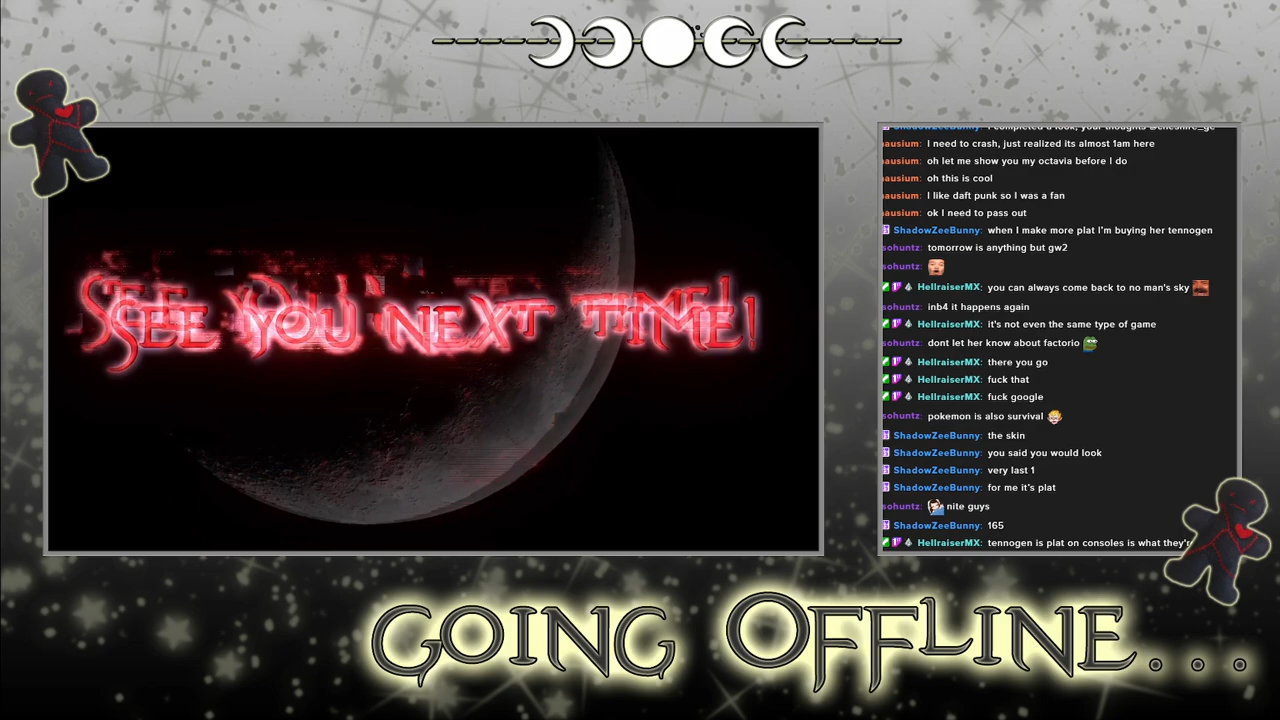 SEE YOU NEXT TIME!
ShadowZeeBunny: I completed a look, your thoughts @cheshire_ge
ausium: I need to crash, just realized its almost 1am here
ausium: oh let me show you my octavia before I do
ausium: oh this is cool
ausium: I like daft punk so I was a fan
ausium: ok I need to pass out
ShadowZeeBunny: when I make more plat I'm buying her tennogen
sohuntz: tomorrow is anything but gw2
sohuntz:
HellraiserMX: you can always come back to no man's sky
sohuntz: inb4 it happens again
HellraiserMX: it's not even the same type of game
sohuntz: dont let her know about factorio
HellraiserMX: there you go
HellraiserMX: fuck that
HellraiserMX: fuck google
sohuntz: pokemon is also survival
ShadowZeeBunny: the skin
ShadowZeeBunny: you said you would look
ShadowZeeBunny: very last 1
ShadowZeeBunny: for me it's plat
sohuntz: nite guys
ShadowZeeBunny: 165
HellraiserMX: tennogen is plat on consoles is what they'r
GOING OFFLINE...